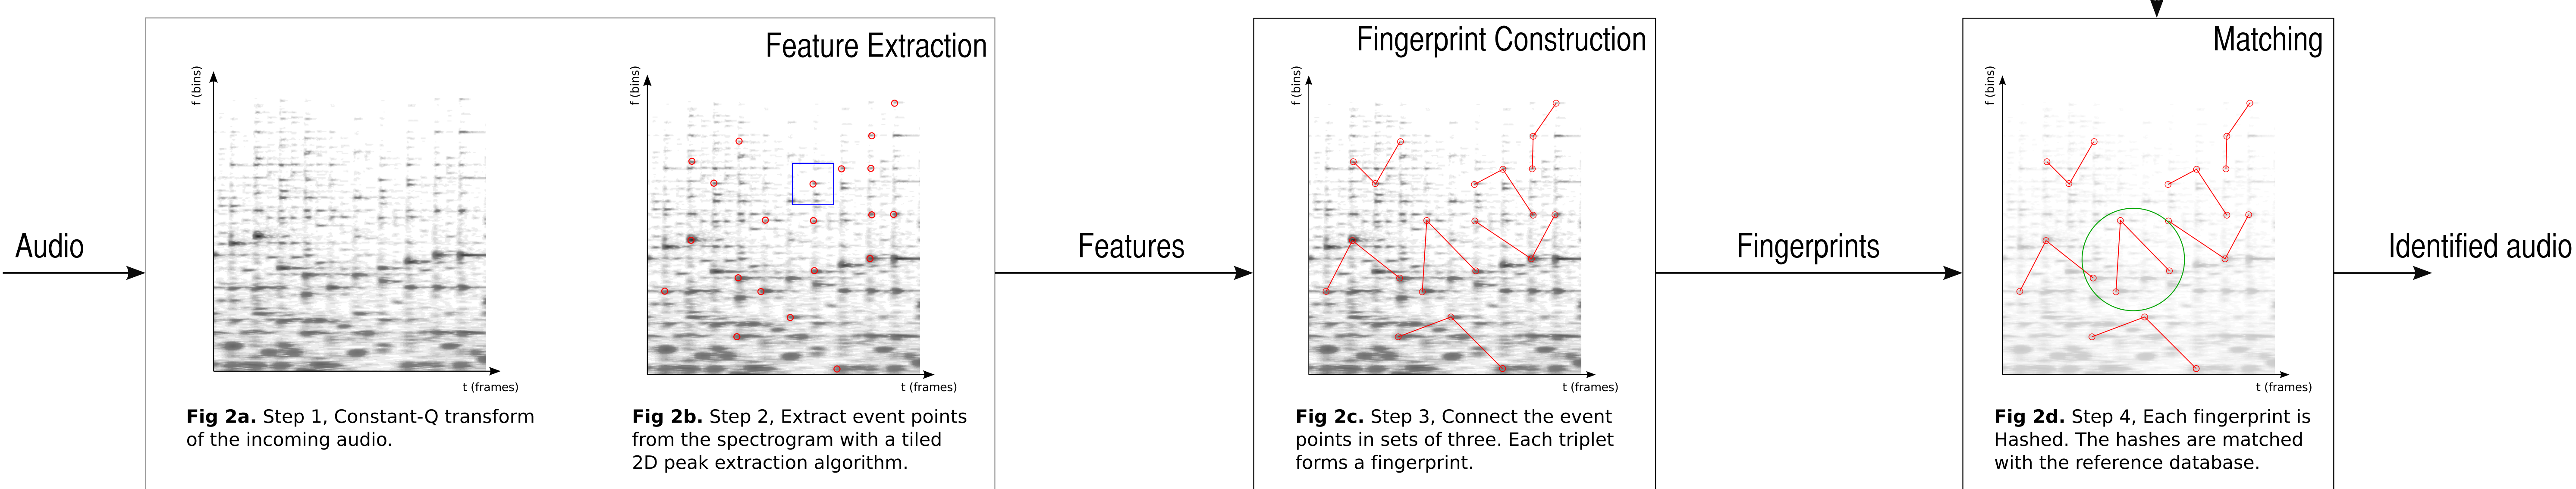 Feature Extraction
Fingerprint Construction
Matching
f (bins)
f (bins)
f (bins)
f (bins)
Audio
Features
Fingerprints
Identified audio
t (frames)
t (frames)
t (frames)
t (frames)
Fig 2a. Step 1, Constant-Q transform
of the incoming audio.
Fig 2b. Step 2, Extract event points
from the spectrogram with a tiled
2D peak extraction algorithm.
Fig 2c. Step 3, Connect the event
points in sets of three. Each triplet
forms a fingerprint.
Fig 2d. Step 4, Each fingerprint is
Hashed. The hashes are matched
with the reference database.